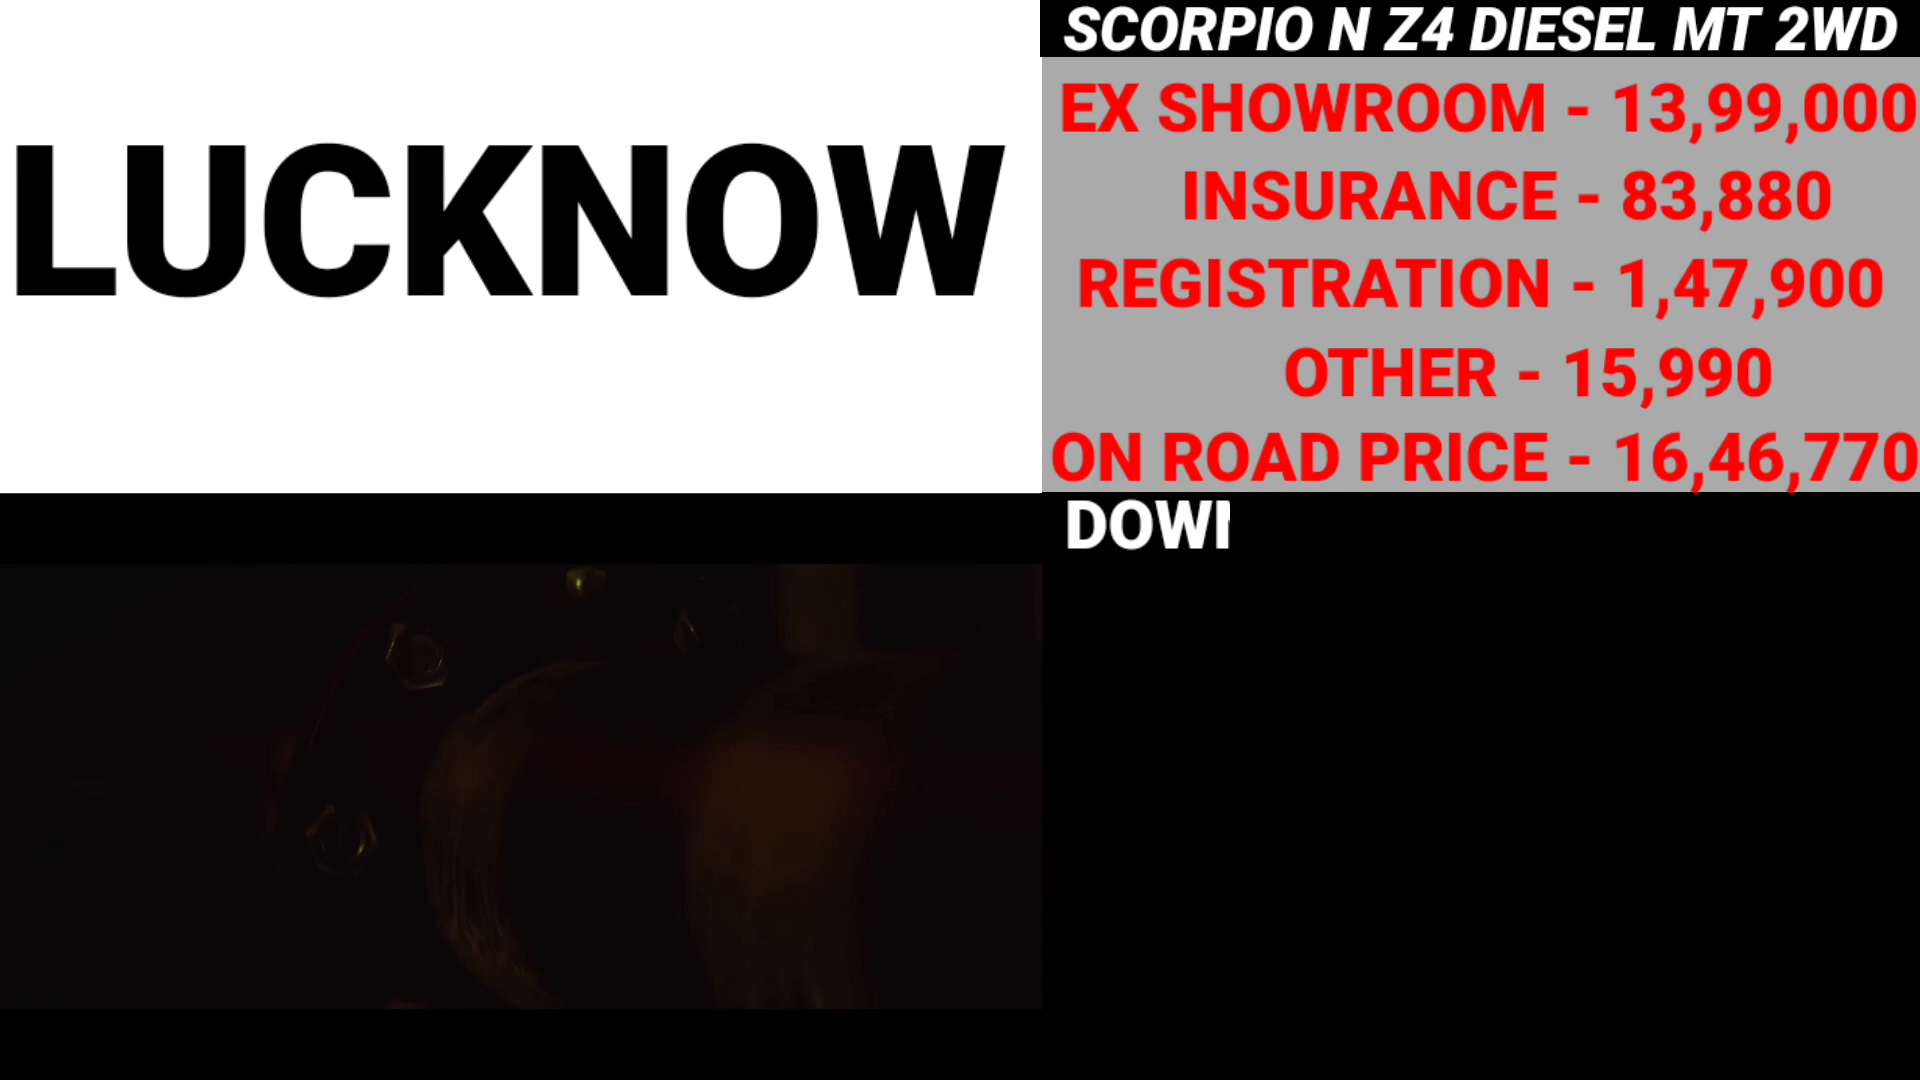 LUCKNOW
SCORPIO N Z4 DIESEL MT 2WD
EX SHOWROOM - 13,99,000
INSURANCE - 83,880
REGISTRATION - 1,47,900
OTHER - 15,990
ON ROAD PRICE - 16,46,770